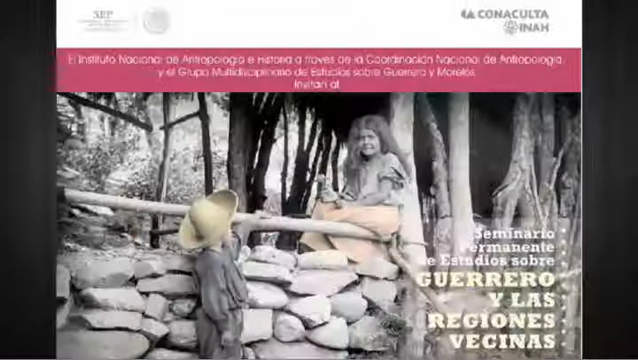 SEP
CONACULTA
INAH
El Instituto Nacional de Antropología e Historia a través de la Coordinación Nacional de Antropología
y el Grupo Multidisciplinario de Estudios sobre Guerrero y Morelos
Invitan al
Seminario
Permanente
de Estudios sobre
GUERRERO
Y LAS
REGIONES
VECINAS